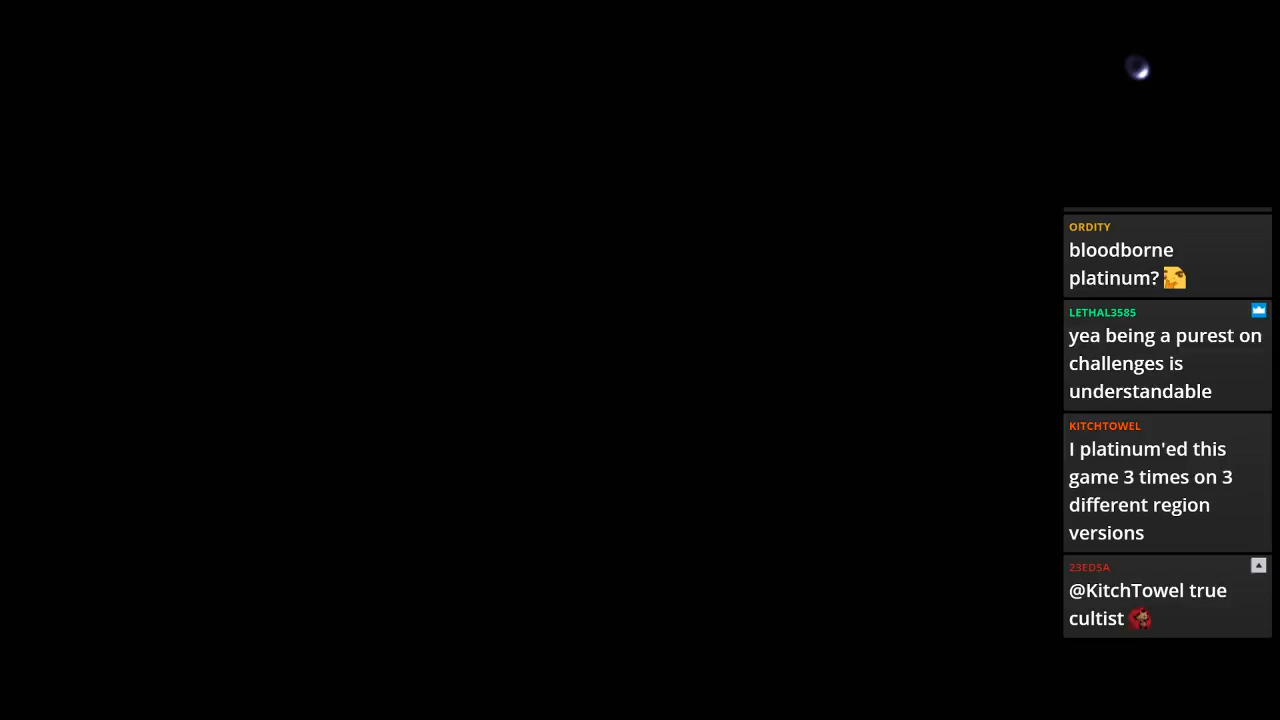 ORDITY
bloodborne
platinum?
LETHAL3585
yea being a purest on
challenges is
understandable
KITCHTOWEL
I platinum'ed this
game 3 times on 3
different region
versions
23EDSA
@KitchTowel true
cultist